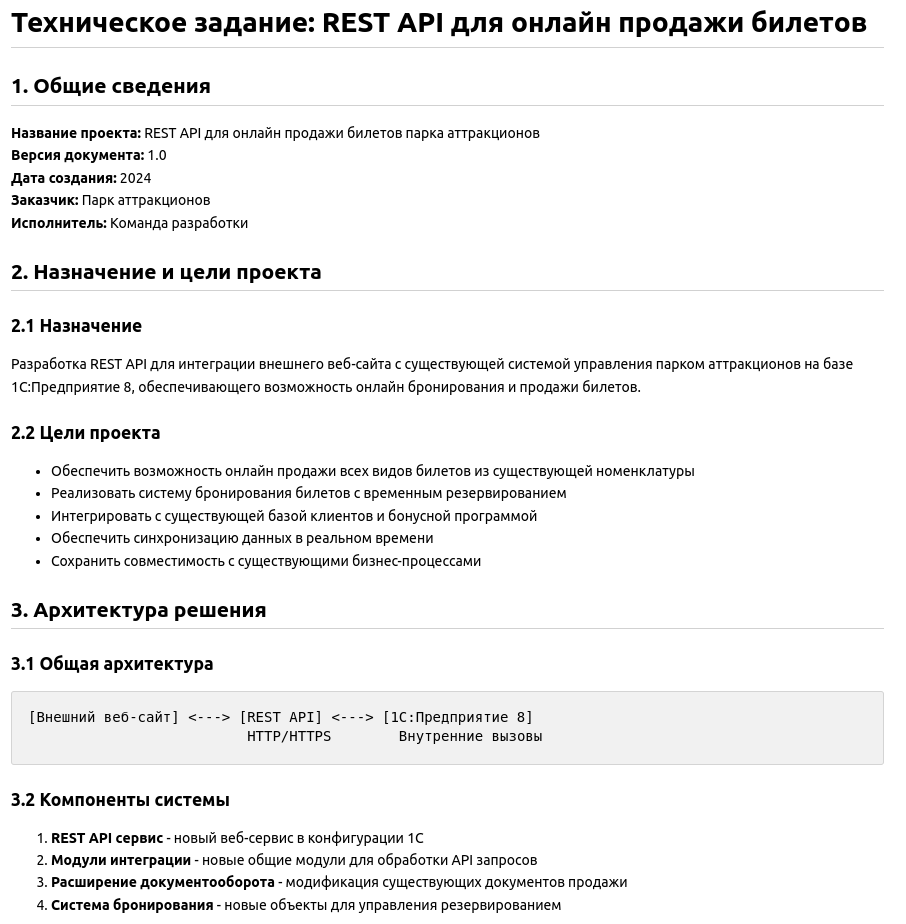 Техническое задание: REST API для онлайн продажи билетов
1. Общие сведения
Название проекта: REST API для онлайн продажи билетов парка аттракционов
Версия документа: 1.0
Дата создания: 2024
Заказчик: Парк аттракционов
Исполнитель: Команда разработки
2. Назначение и цели проекта
2.1 Назначение
Разработка REST API для интеграции внешнего веб-сайта с существующей системой управления парком аттракционов на базе
1С:Предприятие 8, обеспечивающего возможность онлайн бронирования и продажи билетов.
2.2 Цели проекта
• Обеспечить возможность онлайн продажи всех видов билетов из существующей номенклатуры
• Реализовать систему бронирования билетов с временным резервированием
• Интегрировать с существующей базой клиентов и бонусной программой
• Обеспечить синхронизацию данных в реальном времени
• Сохранить совместимость с существующими бизнес-процессами
3. Архитектура решения
3.1 Общая архитектура
[Внешний веб-сайт] <---> [REST API] <---> [1С:Предприятие 8]
HTTP/HTTPS        Внутренние вызовы
3.2 Компоненты системы
1. REST API сервис - новый веб-сервис в конфигурации 1С
2. Модули интеграции - новые общие модули для обработки API запросов
3. Расширение документооборота - модификация существующих документов продажи
4. Система бронирования - новые объекты для управления резервированием